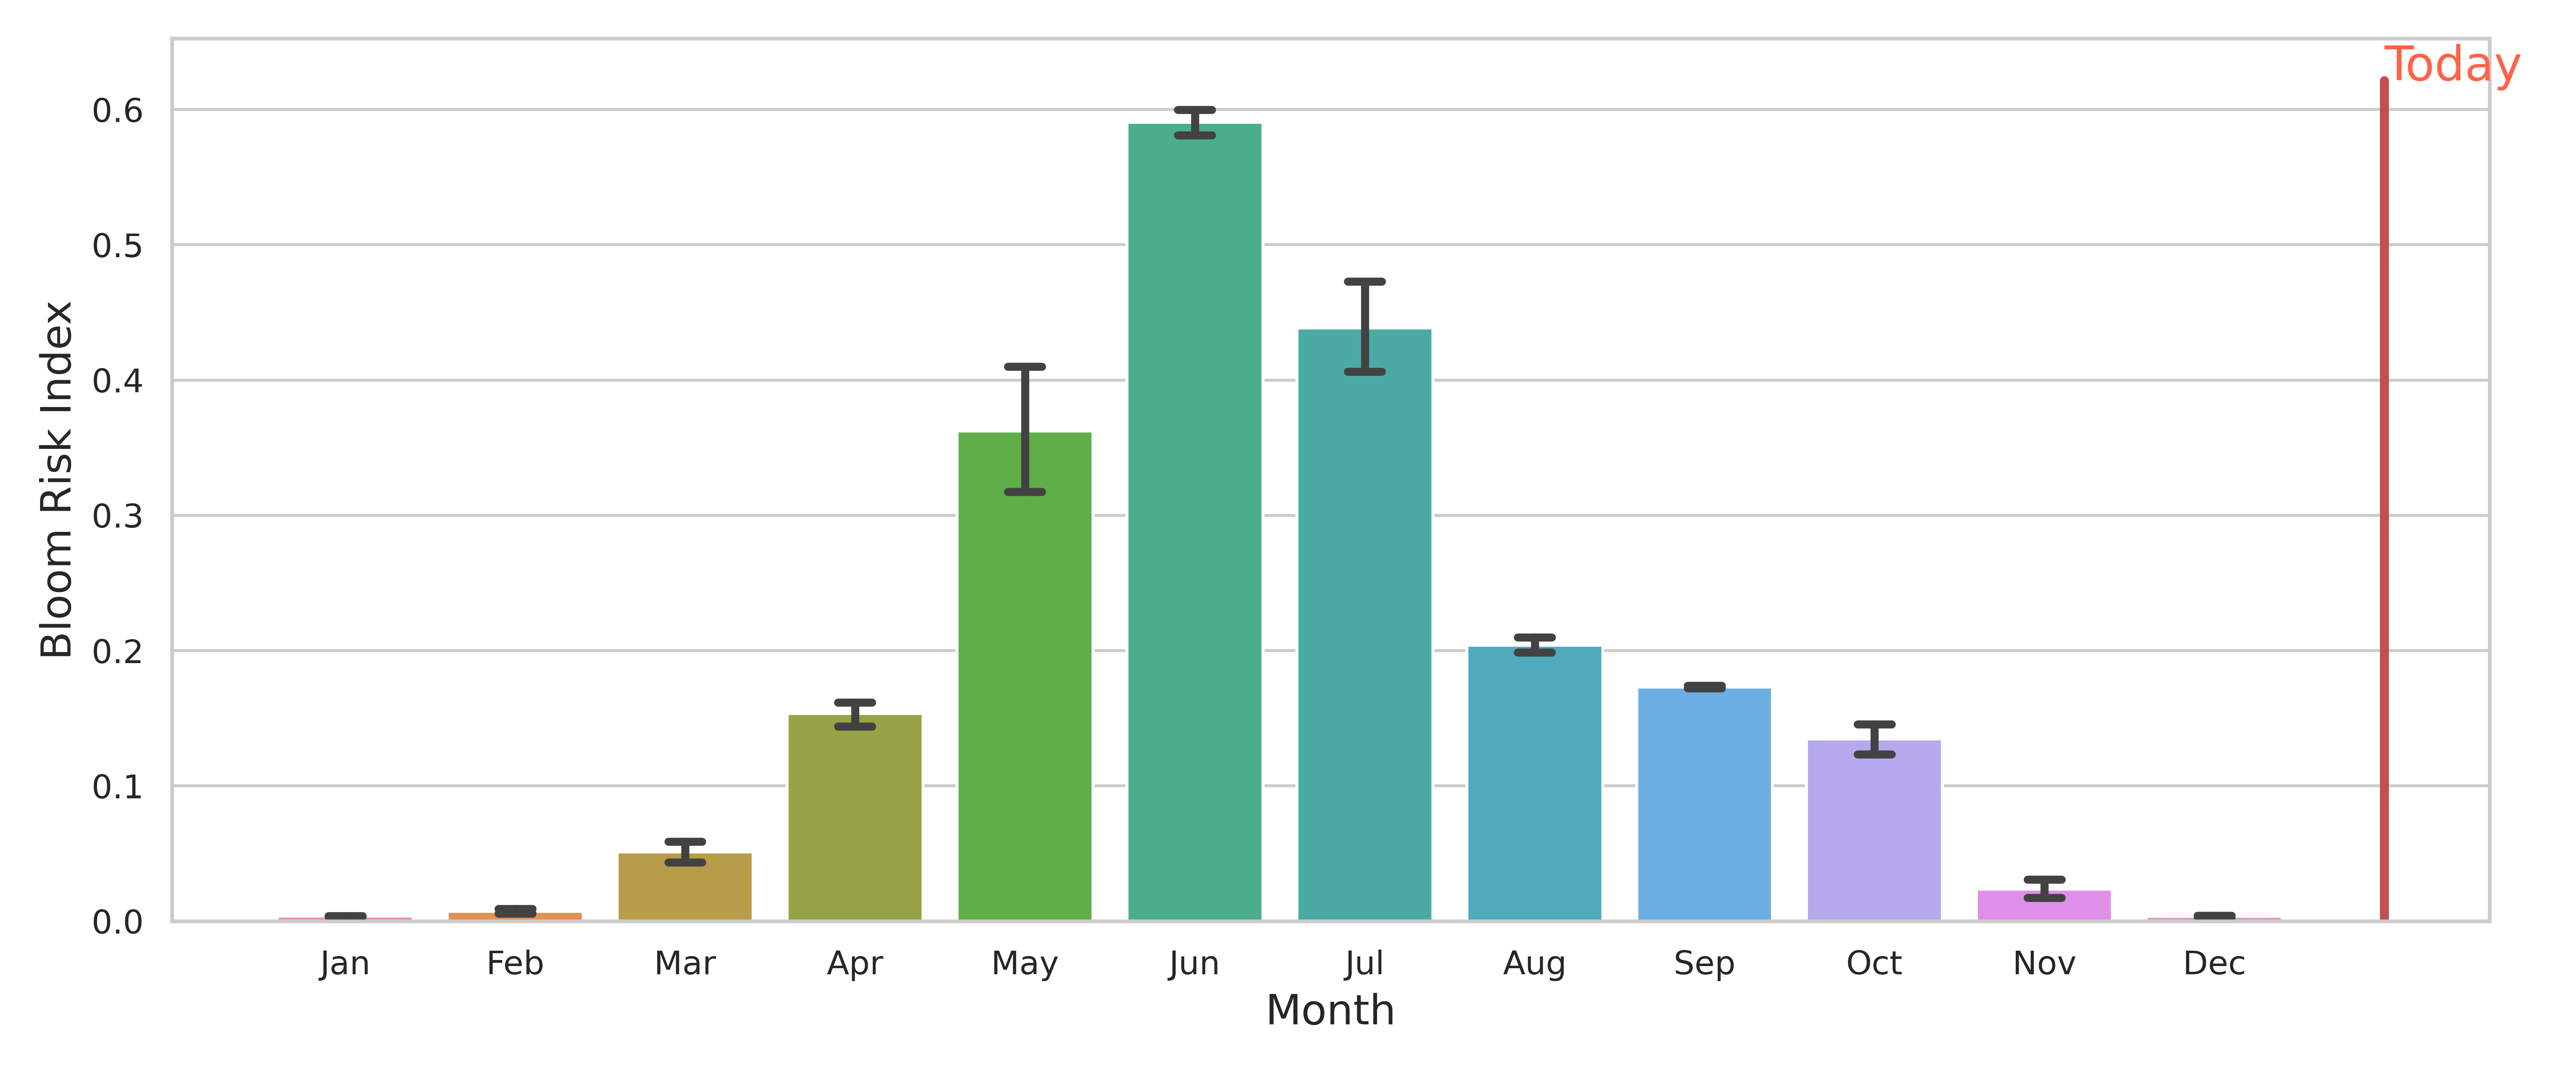 Today
0.6
0.5
0.4
0.3
0.2
0.1
0.0
Bloom Risk Index
Jan Feb Mar Apr May Jun Jul Aug Sep Oct Nov Dec
Month